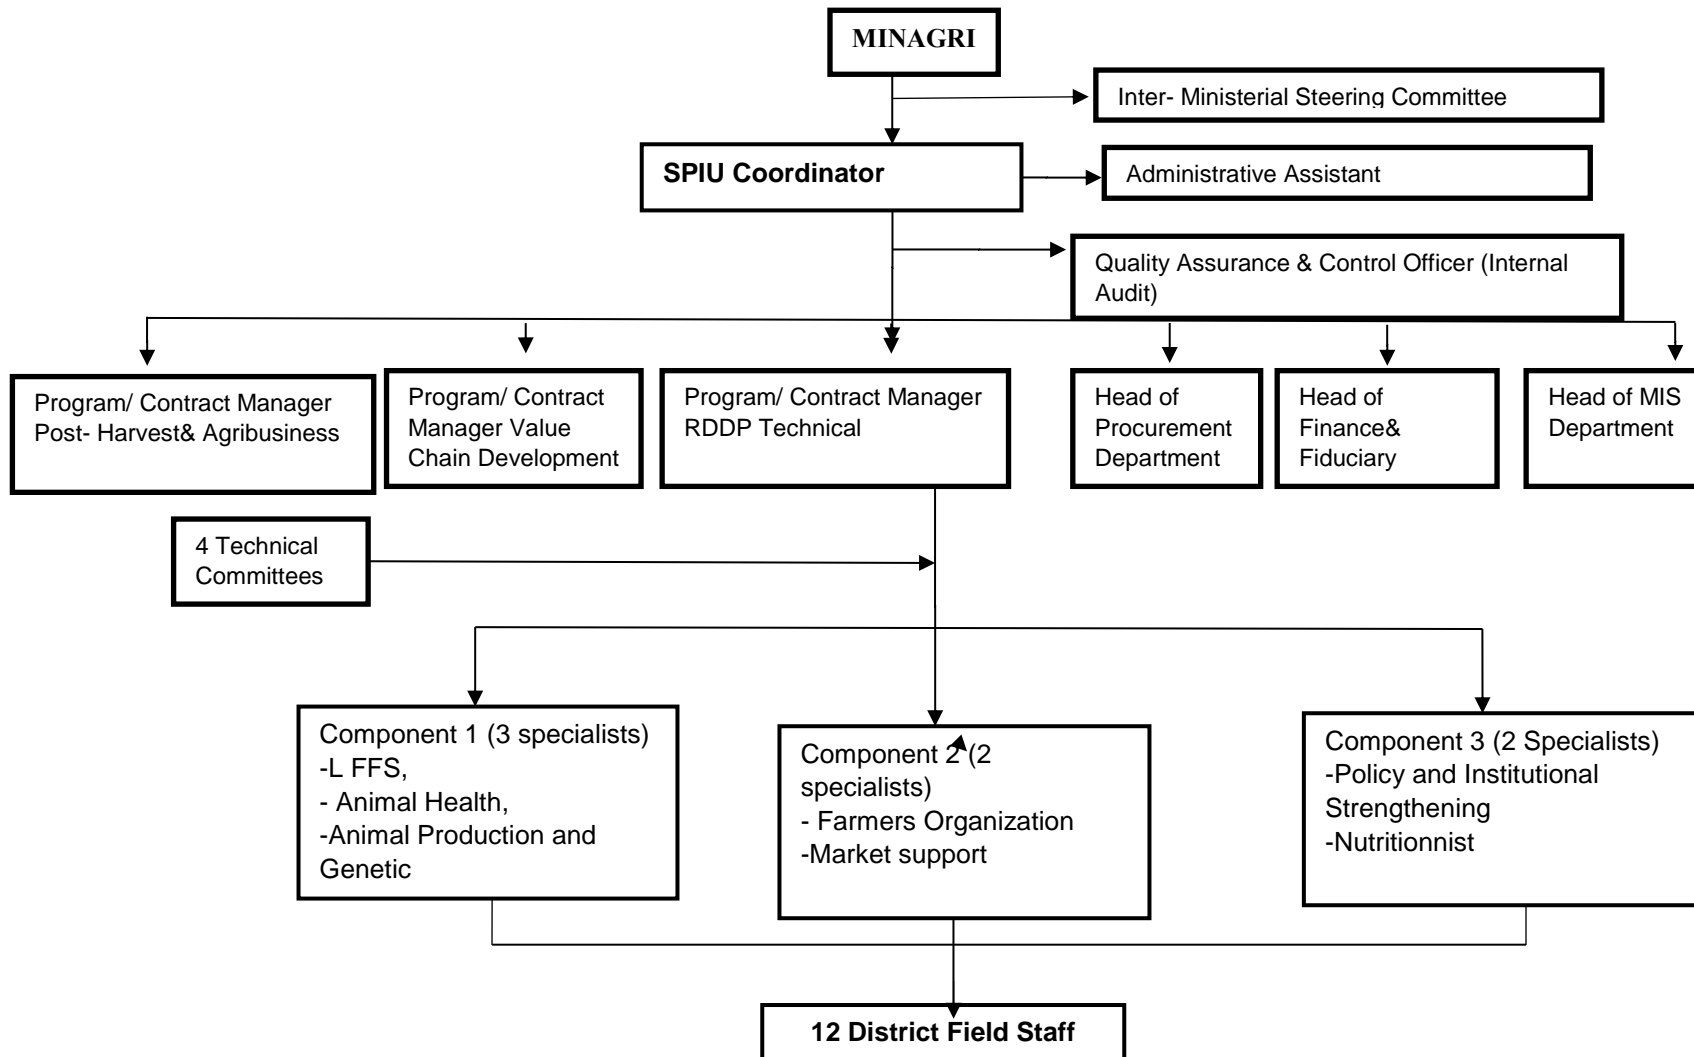 MINAGRI
Inter- Ministerial Steering Committee
SPIU Coordinator
Administrative Assistant
Quality Assurance & Control Officer (Internal
Audit)
Program/ Contract Manager
Post- Harvest& Agribusiness
Program/ Contract
Manager Value
Chain Development
Program/ Contract Manager
RDDP Technical
Head of
Procurement
Department
Head of
Finance&
Fiduciary
Head of MIS
Department
4 Technical
Committees
Component 1 (3 specialists)
-L FFS,
- Animal Health,
-Animal Production and
Genetic
Component 2 (2
specialists)
- Farmers Organization
-Market support
Component 3 (2 Specialists)
-Policy and Institutional
Strengthening
-Nutritionnist
12 District Field Staff